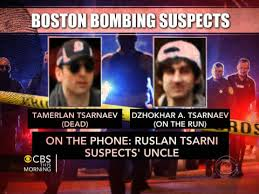 BOSTON BOMBING SUSPECTS
TAMERLAN TSARNAEV
(DEAD)
DZHOKHAR A. TSARNAEV
(ON THE RUN)
ON THE PHONE: RUSLAN TSARNI
SUSPECTS' UNCLE
CBS
THIS
MORNING